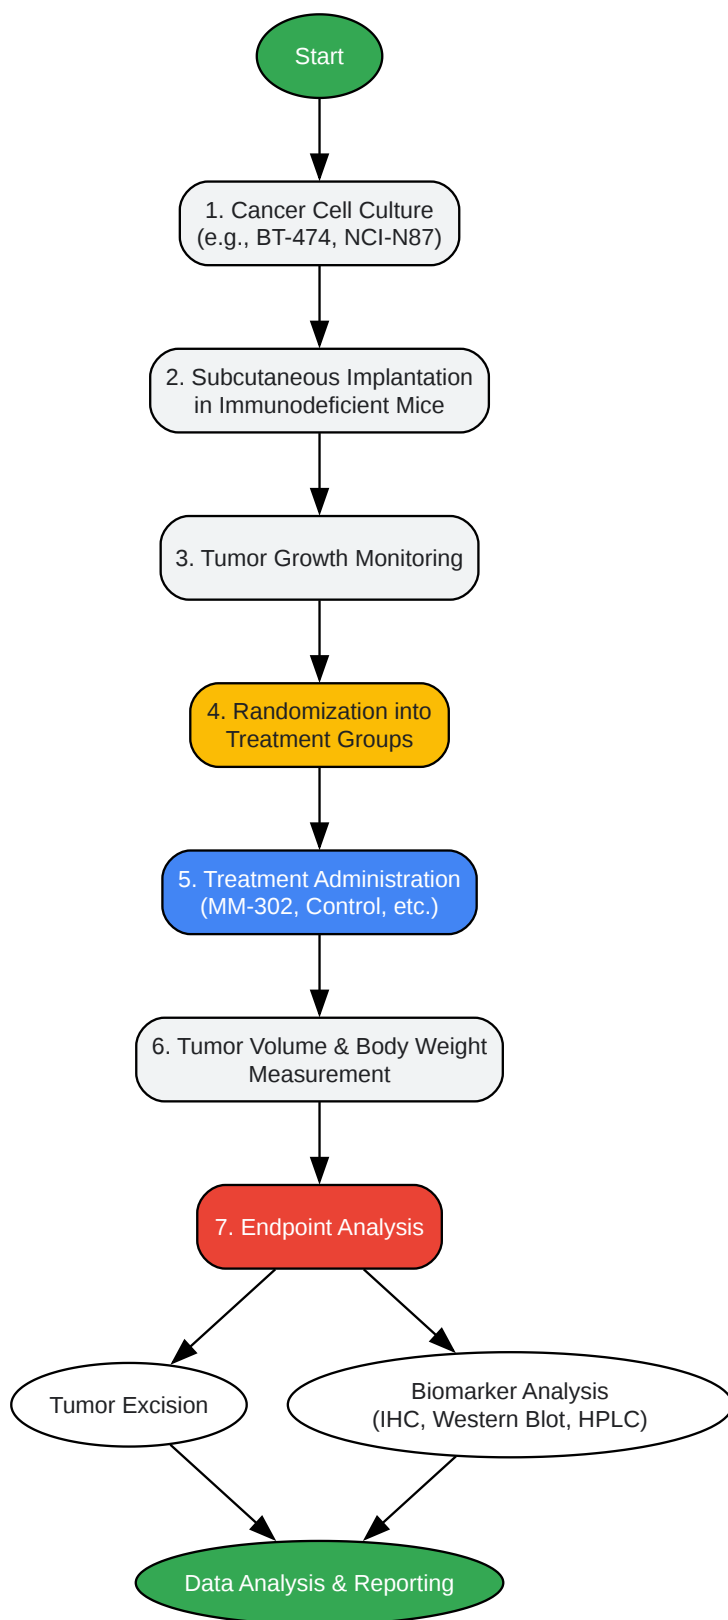 Start
1. Cancer Cell Culture
(e.g., BT-474, NCI-N87)
2. Subcutaneous Implantation
in Immunodeficient Mice
3. Tumor Growth Monitoring
4. Randomization into
Treatment Groups
5. Treatment Administration
(MM-302, Control, etc.)
6. Tumor Volume & Body Weight
Measurement
7. Endpoint Analysis
Tumor Excision
Biomarker Analysis
(IHC, Western Blot, HPLC)
Data Analysis & Reporting